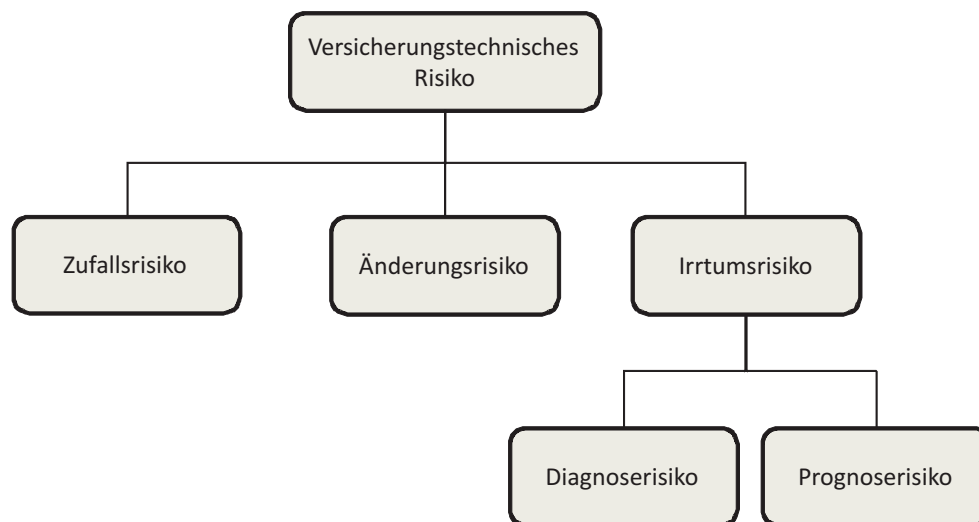 Versicherungstechnisches
Risiko
Zufallsrisiko
Änderungsrisiko
Irrtumsrisiko
Diagnoserisiko
Prognoserisiko